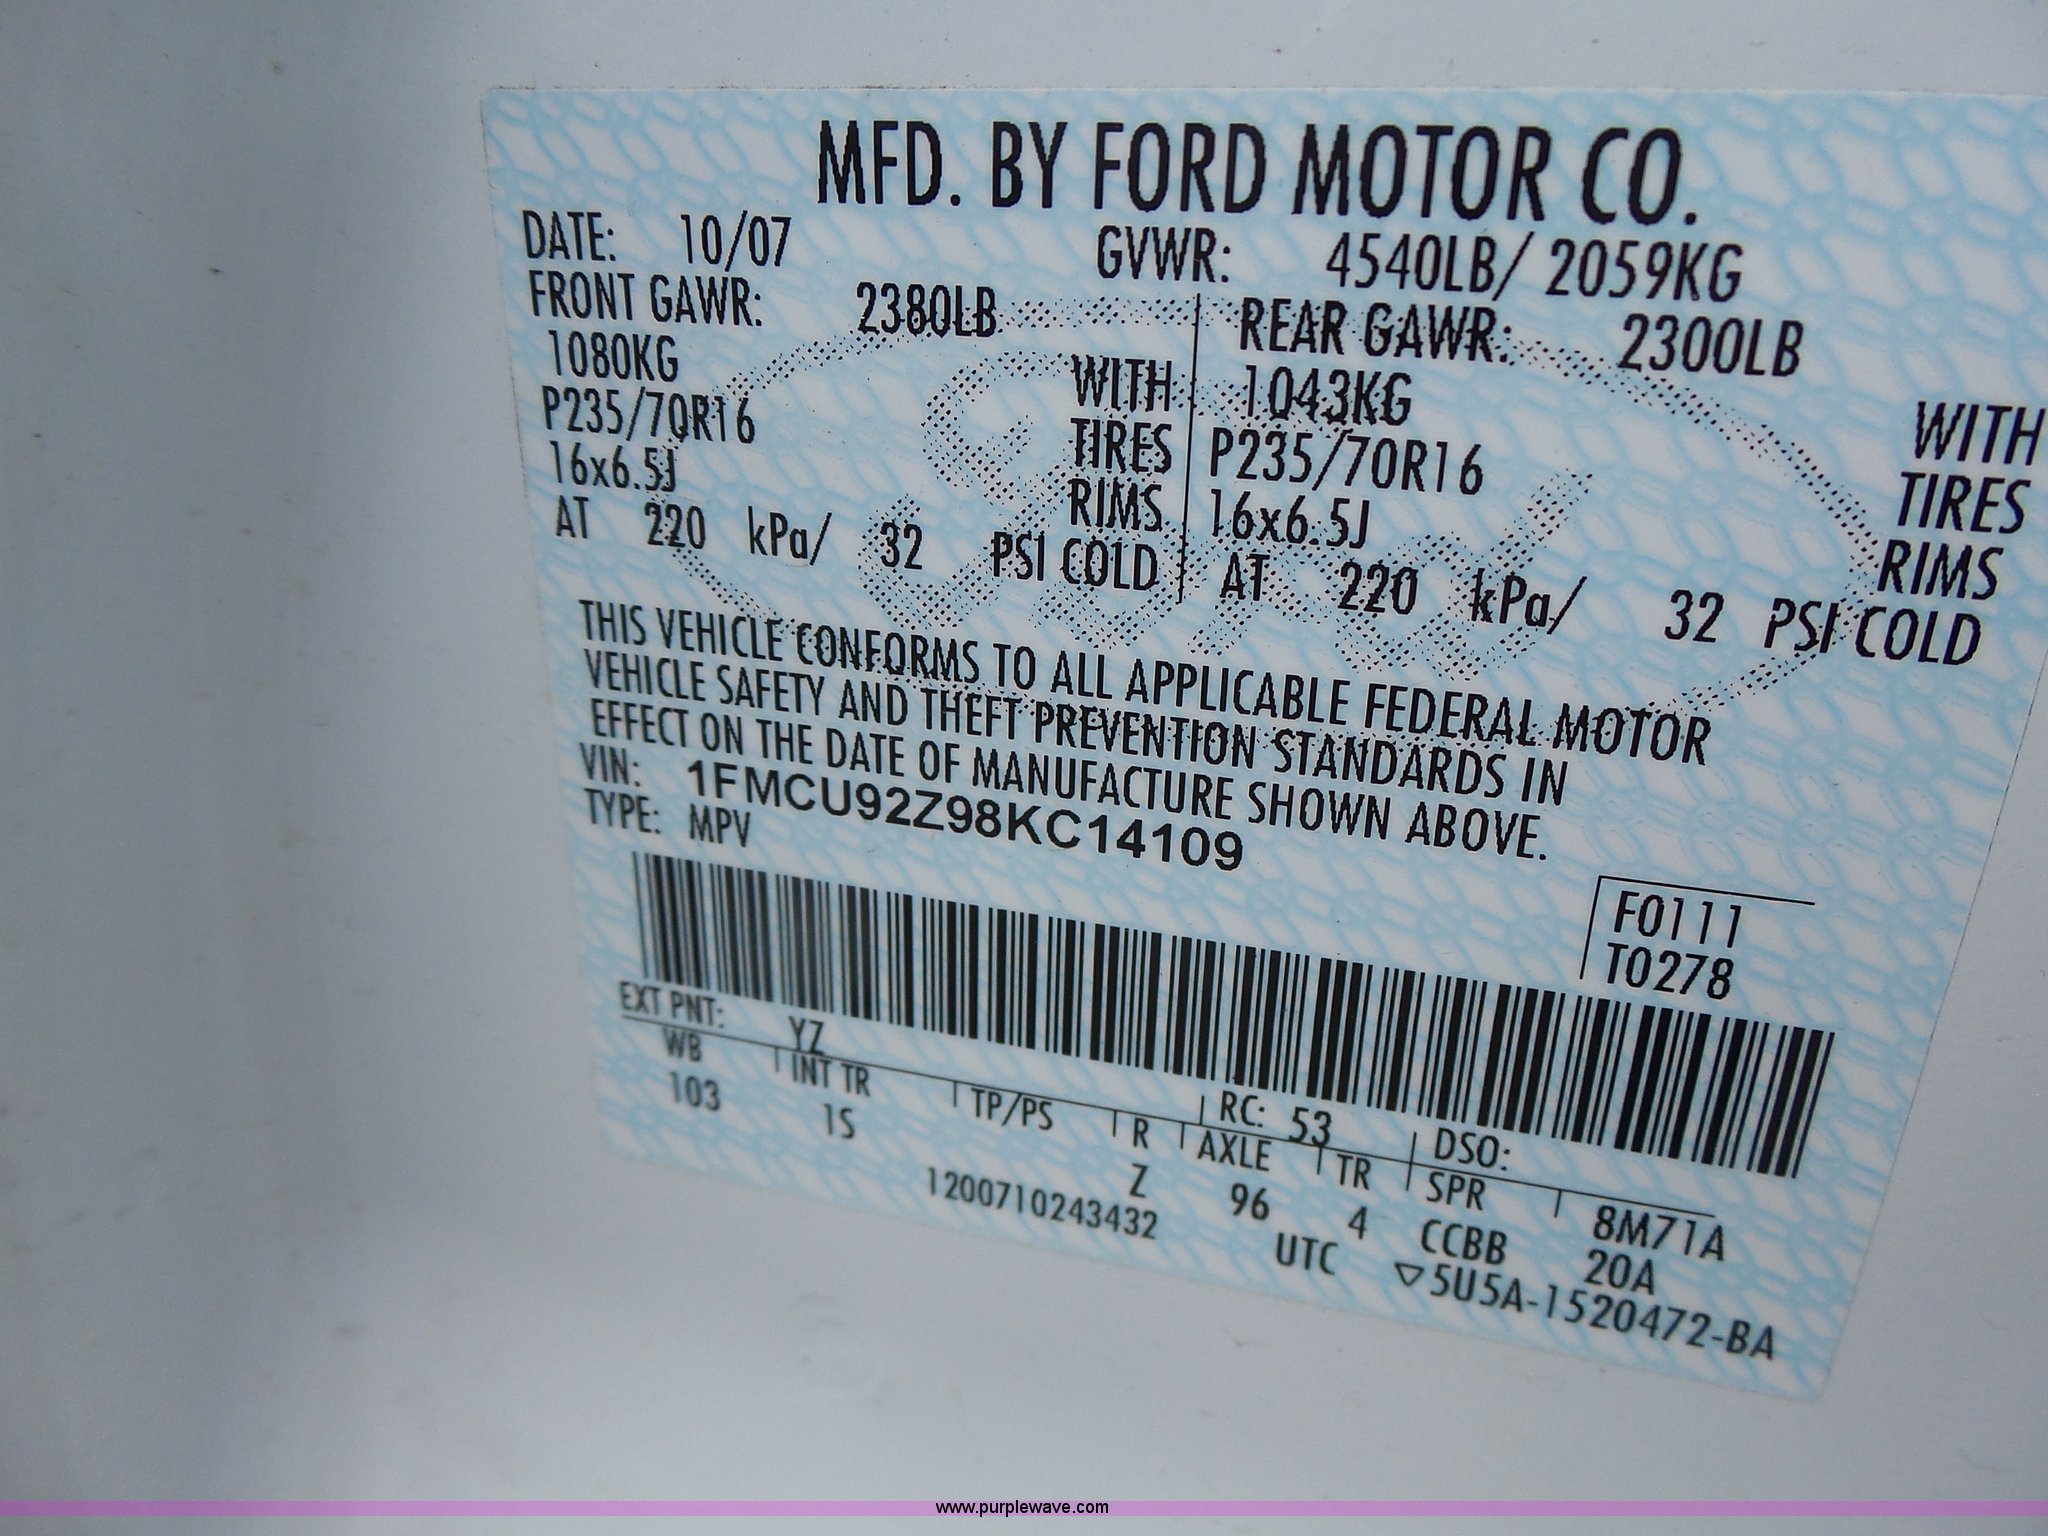 MFD. BY FORD MOTOR CO.
DATE: 10/07 GVWR: 4540LB/ 2059KG
FRONT GAWR: 2380LB REAR GAWR: 2300LB
1080KG WITH 1043KG WITH
P235/70R16 TIRES P235/70R16 TIRES
16x6.5J RIMS 16x6.5J RIMS
AT 220 kPa/ 32 PSI COLD AT 220 kPa/ 32 PSI COLD
THIS VEHICLE CONFORMS TO ALL APPLICABLE FEDERAL MOTOR
VEHICLE SAFETY AND THEFT PREVENTION STANDARDS IN
EFFECT ON THE DATE OF MANUFACTURE SHOWN ABOVE.
VIN: 1FMCU92Z98KC14109
TYPE: MPV
F0111
T0278
EXT PNT: YZ RC: 53 DSO:
WB INT TR TP/PS R AXLE TR SPR
103 1S Z 96 4 CCBB 8M71A
20A
1200710243432 UTC ▽5U5A-1520472-BA
www.purplewave.com